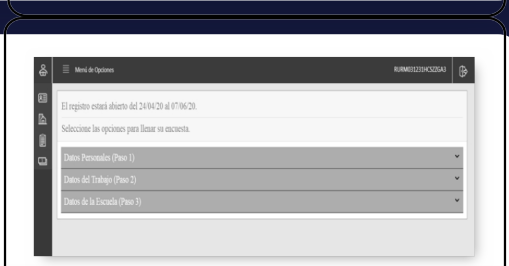 Menú de Opciones
RURM031231HCSZZGA3
El registro estará abierto del 24/04/20 al 07/06/20.
Seleccione las opciones para llenar su encuesta.
Datos Personales (Paso 1)
Datos del Trabajo (Paso 2)
Datos de la Escuela (Paso 3)